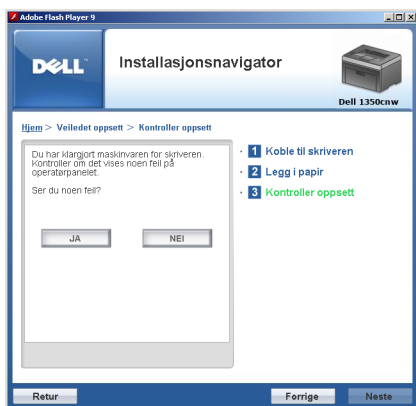 Adobe Flash Player 9
DELL™
Installasjonsnavigator
Dell 1350cnw
Hjem > Veiledet oppsett > Kontroller oppsett
Du har klargjort maskinvaren for skriveren.
Kontroller om det vises noen feil på
operatørpanelet.
Ser du noen feil?
JA NEI
· 1 Koble til skriveren
· 2 Legg i papir
· 3 Kontroller oppsett
Retur Forrige Neste